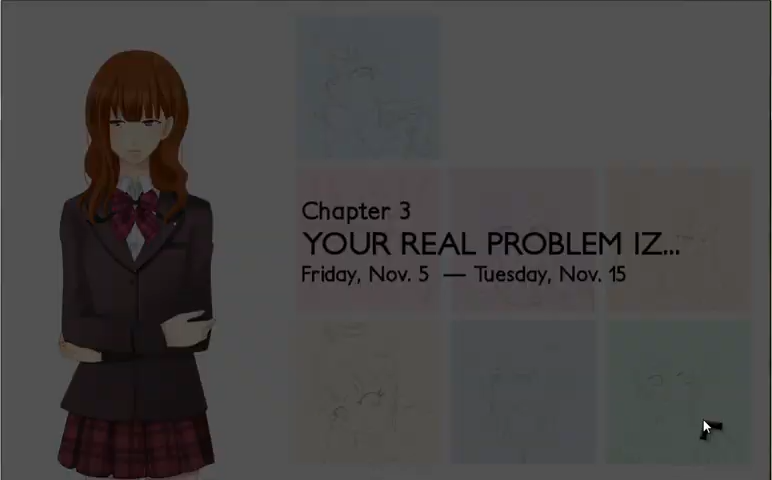 Chapter 3
YOUR REAL PROBLEM IZ...
Friday, Nov. 5 — Tuesday, Nov. 15